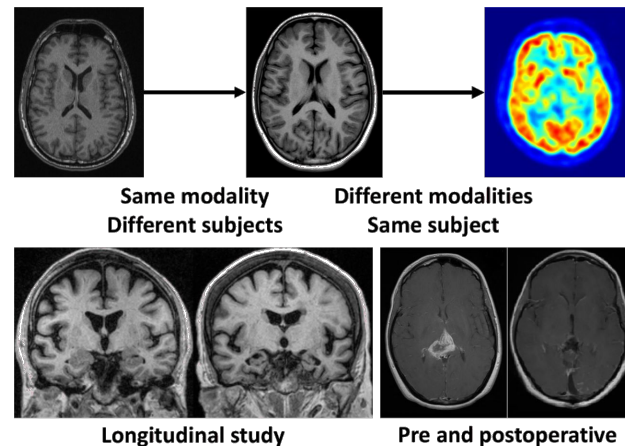 Same modality
Different subjects
Different modalities
Same subject
Longitudinal study
Pre and postoperative